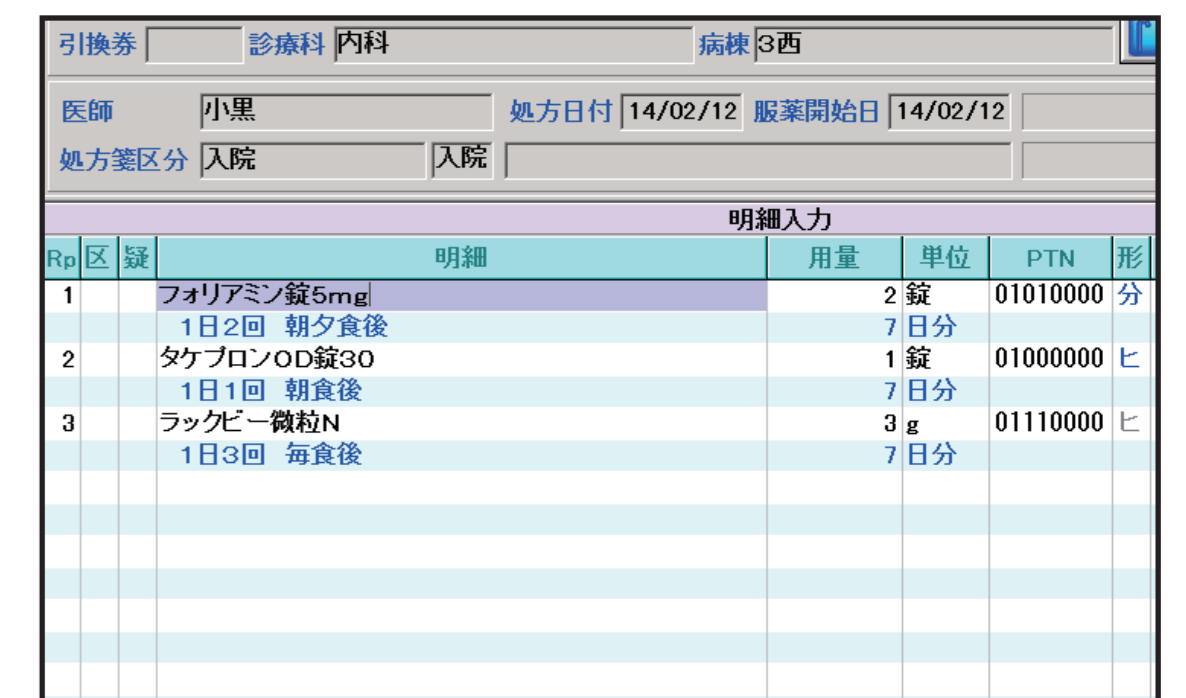 引換券 診療科 内科 病棟 3西
医師 小黒 処方日付 14/02/12 服薬開始日 14/02/12
処方箋区分 入院 入院
明細入力
Rp 区 疑 明細 用量 単位 PTN 形
1 フォリアミン錠5mg 2 錠 01010000 分
1日2回 朝夕食後 7 日分
2 タケプロンOD錠30 1 錠 01000000 ヒ
1日1回 朝食後 7 日分
3 ラックビー微粒N 3 g 01110000 ヒ
1日3回 毎食後 7 日分